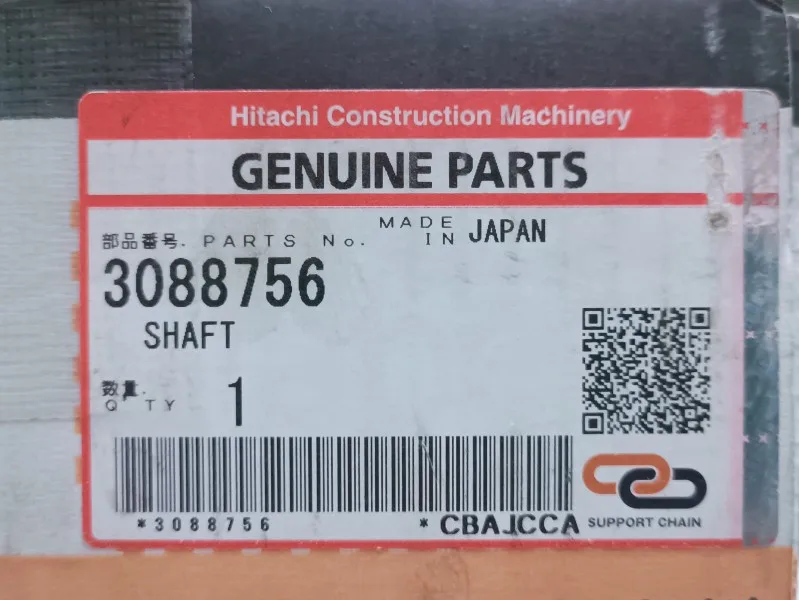 Hitachi Construction Machinery
GENUINE PARTS
部品番号. PARTS No.
MADE IN JAPAN
3088756
SHAFT
数量.
Q'TY
1
*3088756 *
CBAJCCA
SUPPORT CHAIN